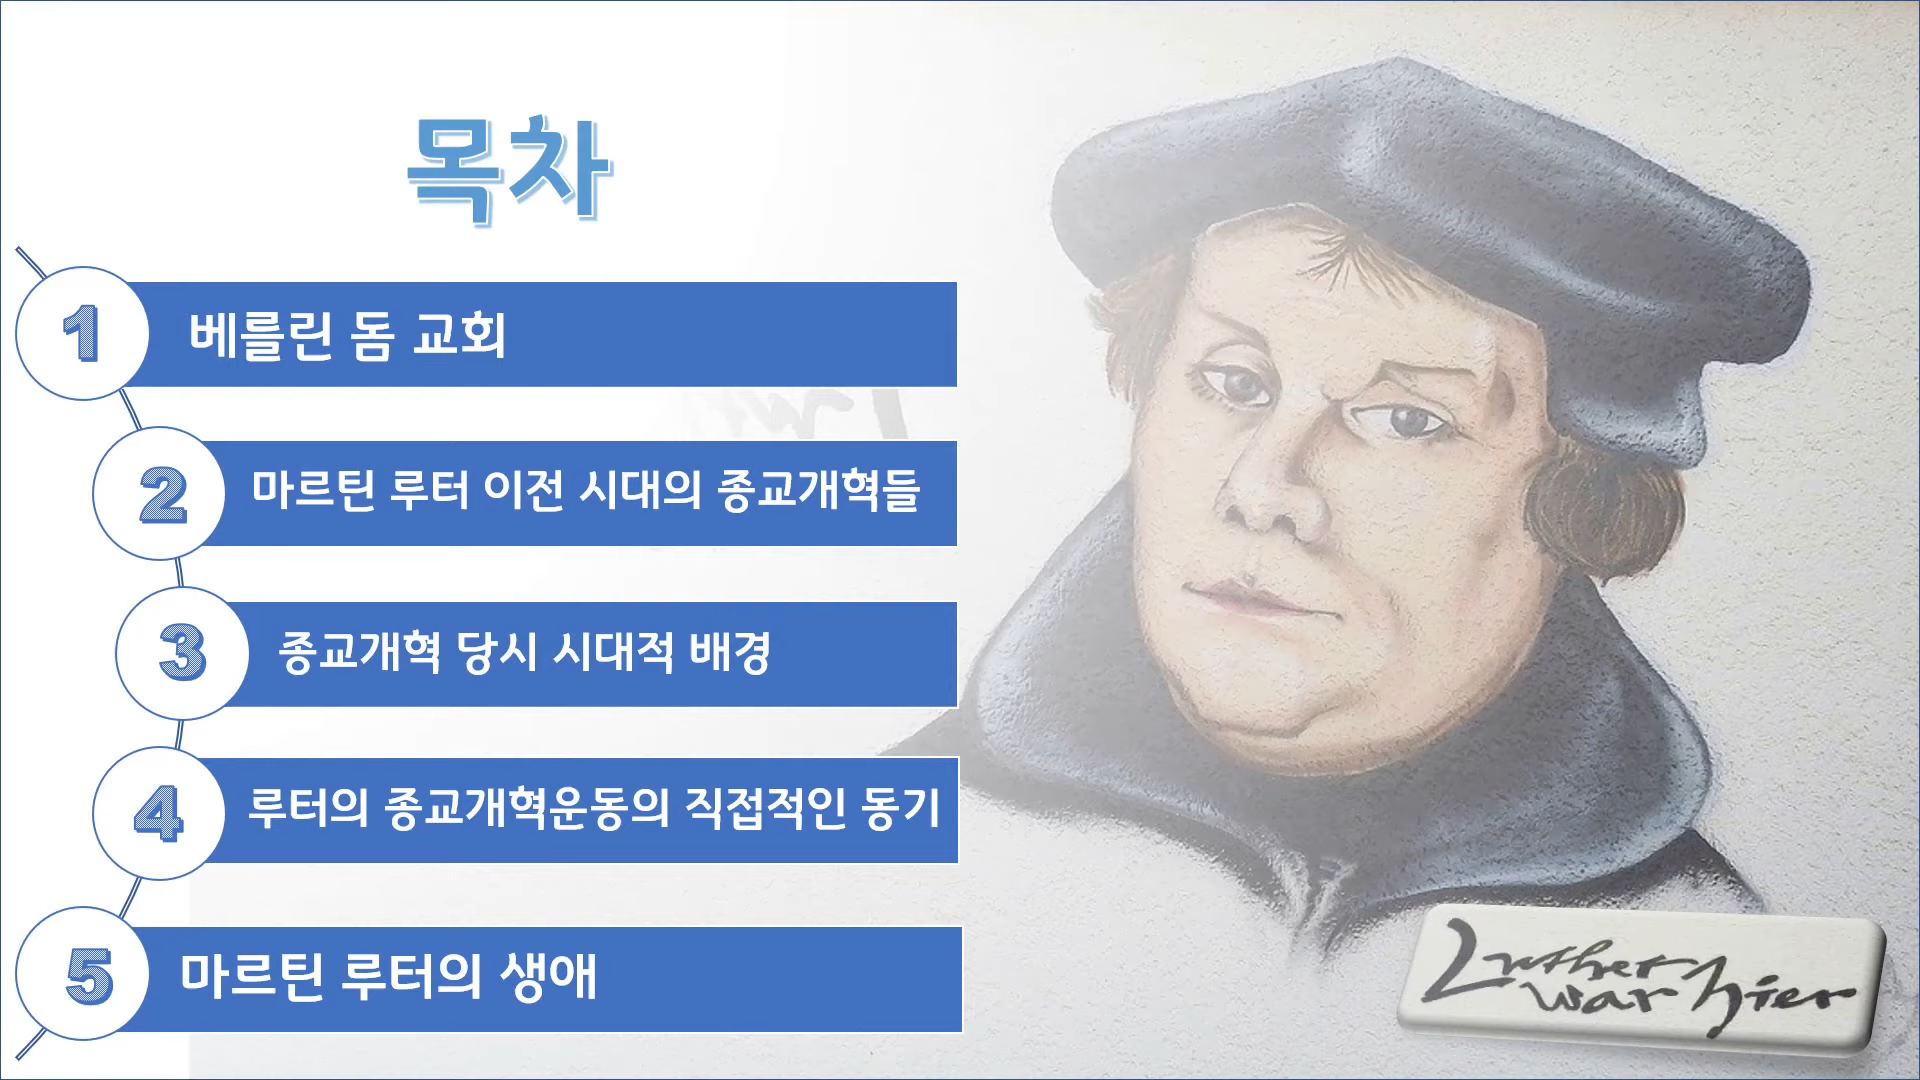 목차
1 베를린 돔 교회
2 마르틴 루터 이전 시대의 종교개혁들
3 종교개혁 당시 시대적 배경
4 루터의 종교개혁운동의 직접적인 동기
5 마르틴 루터의 생애
Luther
war hier